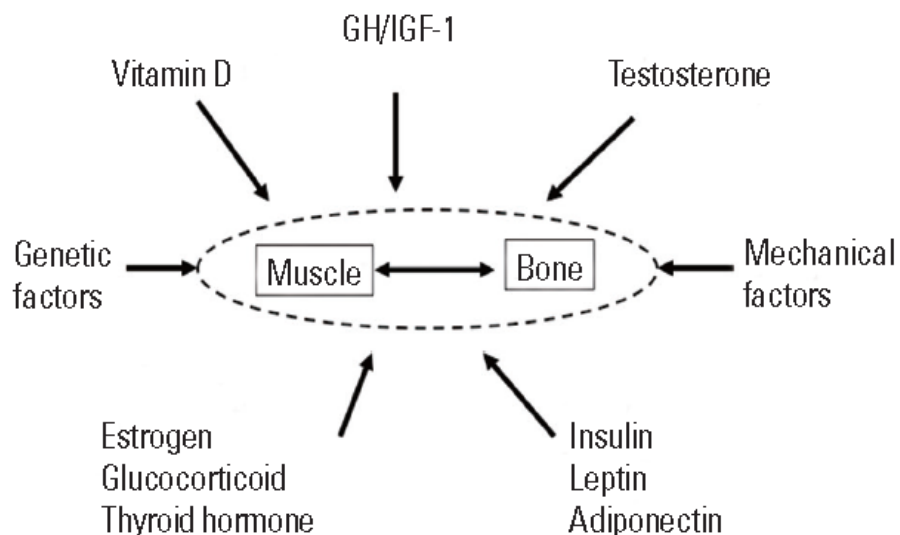 GH/IGF-1
Vitamin D
Testosterone
Genetic
factors
Muscle
Bone
Mechanical
factors
Estrogen
Glucocorticoid
Thyroid hormone
Insulin
Leptin
Adiponectin